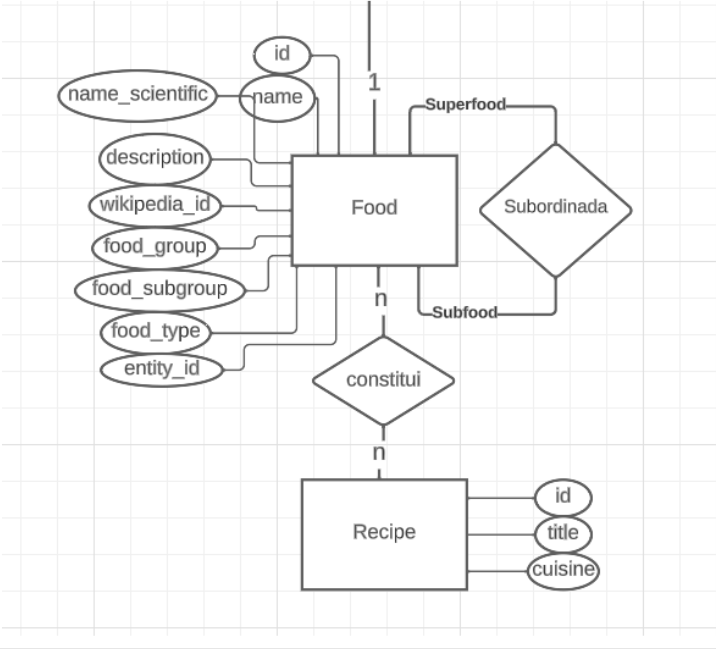 id
1
name_scientific
name
Superfood
description
wikipedia_id
Food
Subordinada
food_group
food_subgroup
n
Subfood
food_type
entity_id
constitui
n
id
Recipe
title
cuisine